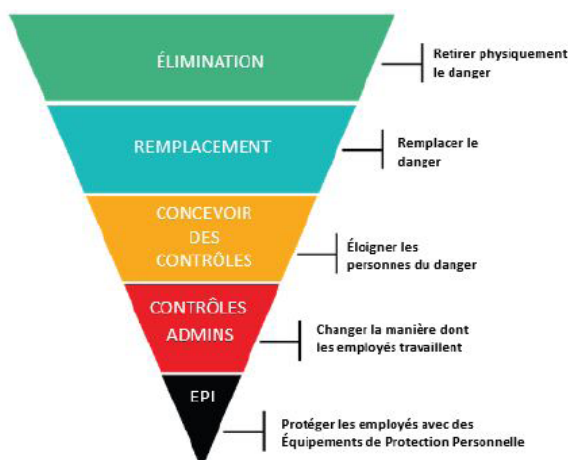 ÉLIMINATION
Retirer physiquement
le danger
REMPLACEMENT
Remplacer le
danger
CONCEVOIR
DES
CONTRÔLES
Éloigner les
personnes du danger
CONTRÔLES
ADMINS
Changer la manière dont
les employés travaillent
EPI
Protéger les employés avec des
Équipements de Protection Personnelle